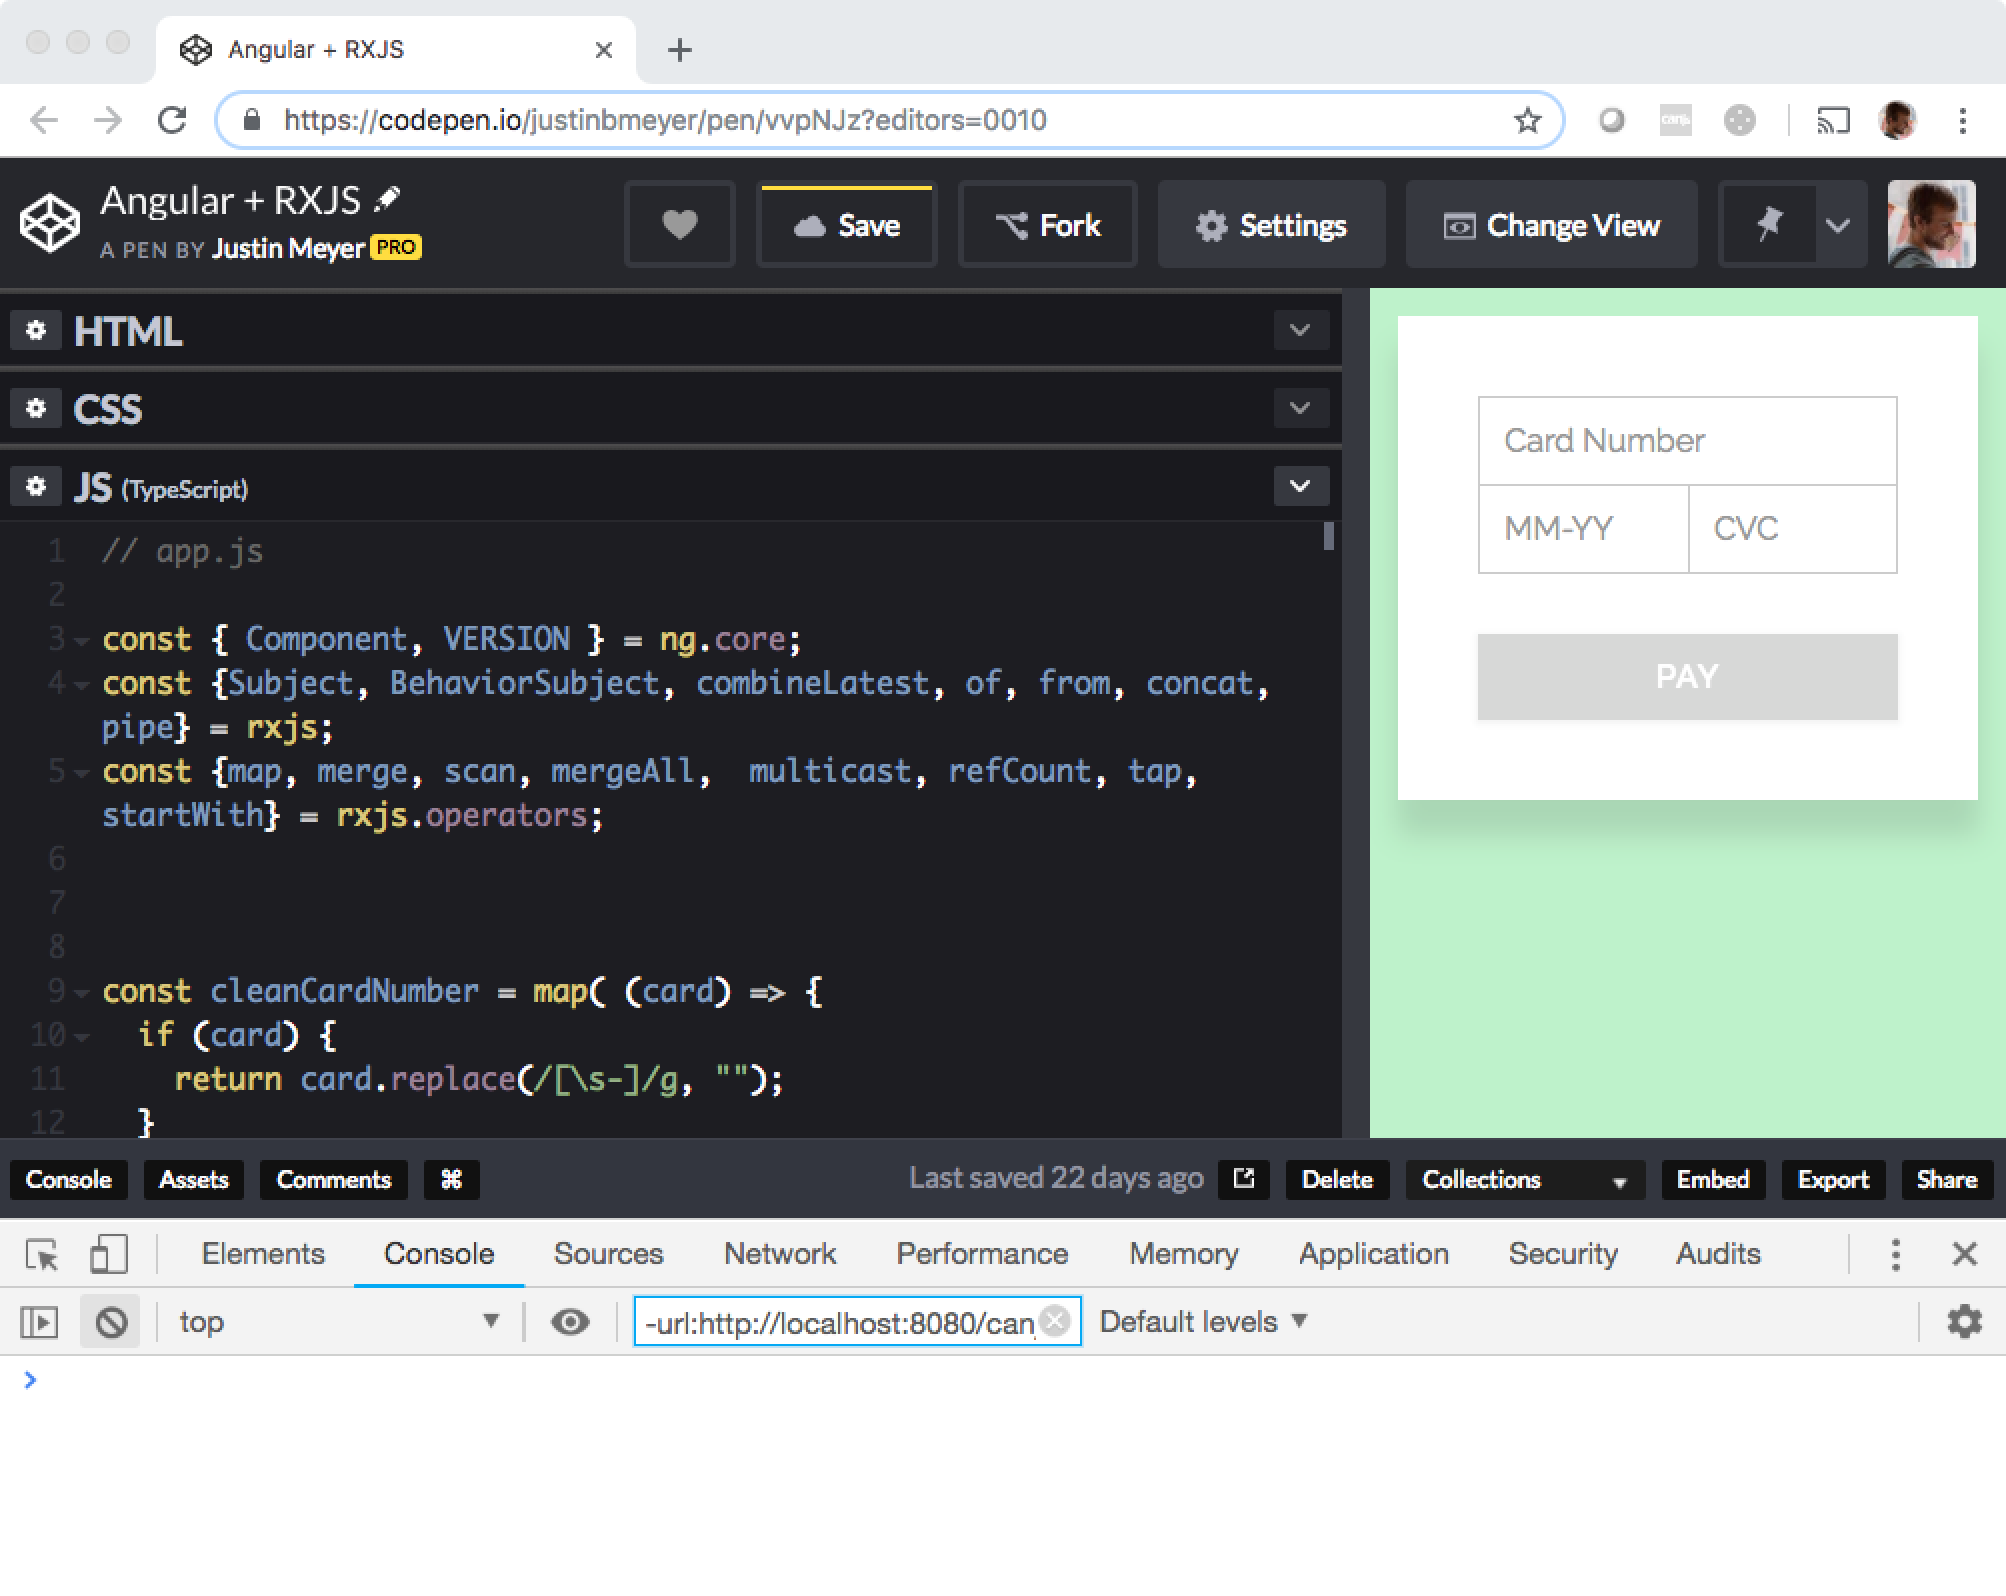 Angular + RXJS
https://codepen.io/justinbmeyer/pen/vvpNJz?editors=0010
canjs
Angular + RXJS
A PEN BY Justin Meyer PRO
Save
Fork
Settings
Change View
HTML
CSS
JS (TypeScript)
1 // app.js
2
3 const { Component, VERSION } = ng.core;
4 const {Subject, BehaviorSubject, combineLatest, of, from, concat,
pipe} = rxjs;
5 const {map, merge, scan, mergeAll,  multicast, refCount, tap,
startWith} = rxjs.operators;
6
7
8
9 const cleanCardNumber = map( (card) => {
10   if (card) {
11     return card.replace(/[\s-]/g, "");
12   }
Card Number
MM-YY CVC
PAY
Console Assets Comments ⌘ Last saved 22 days ago Delete Collections Embed Export Share
Elements Console Sources Network Performance Memory Application Security Audits
top -url:http://localhost:8080/can Default levels